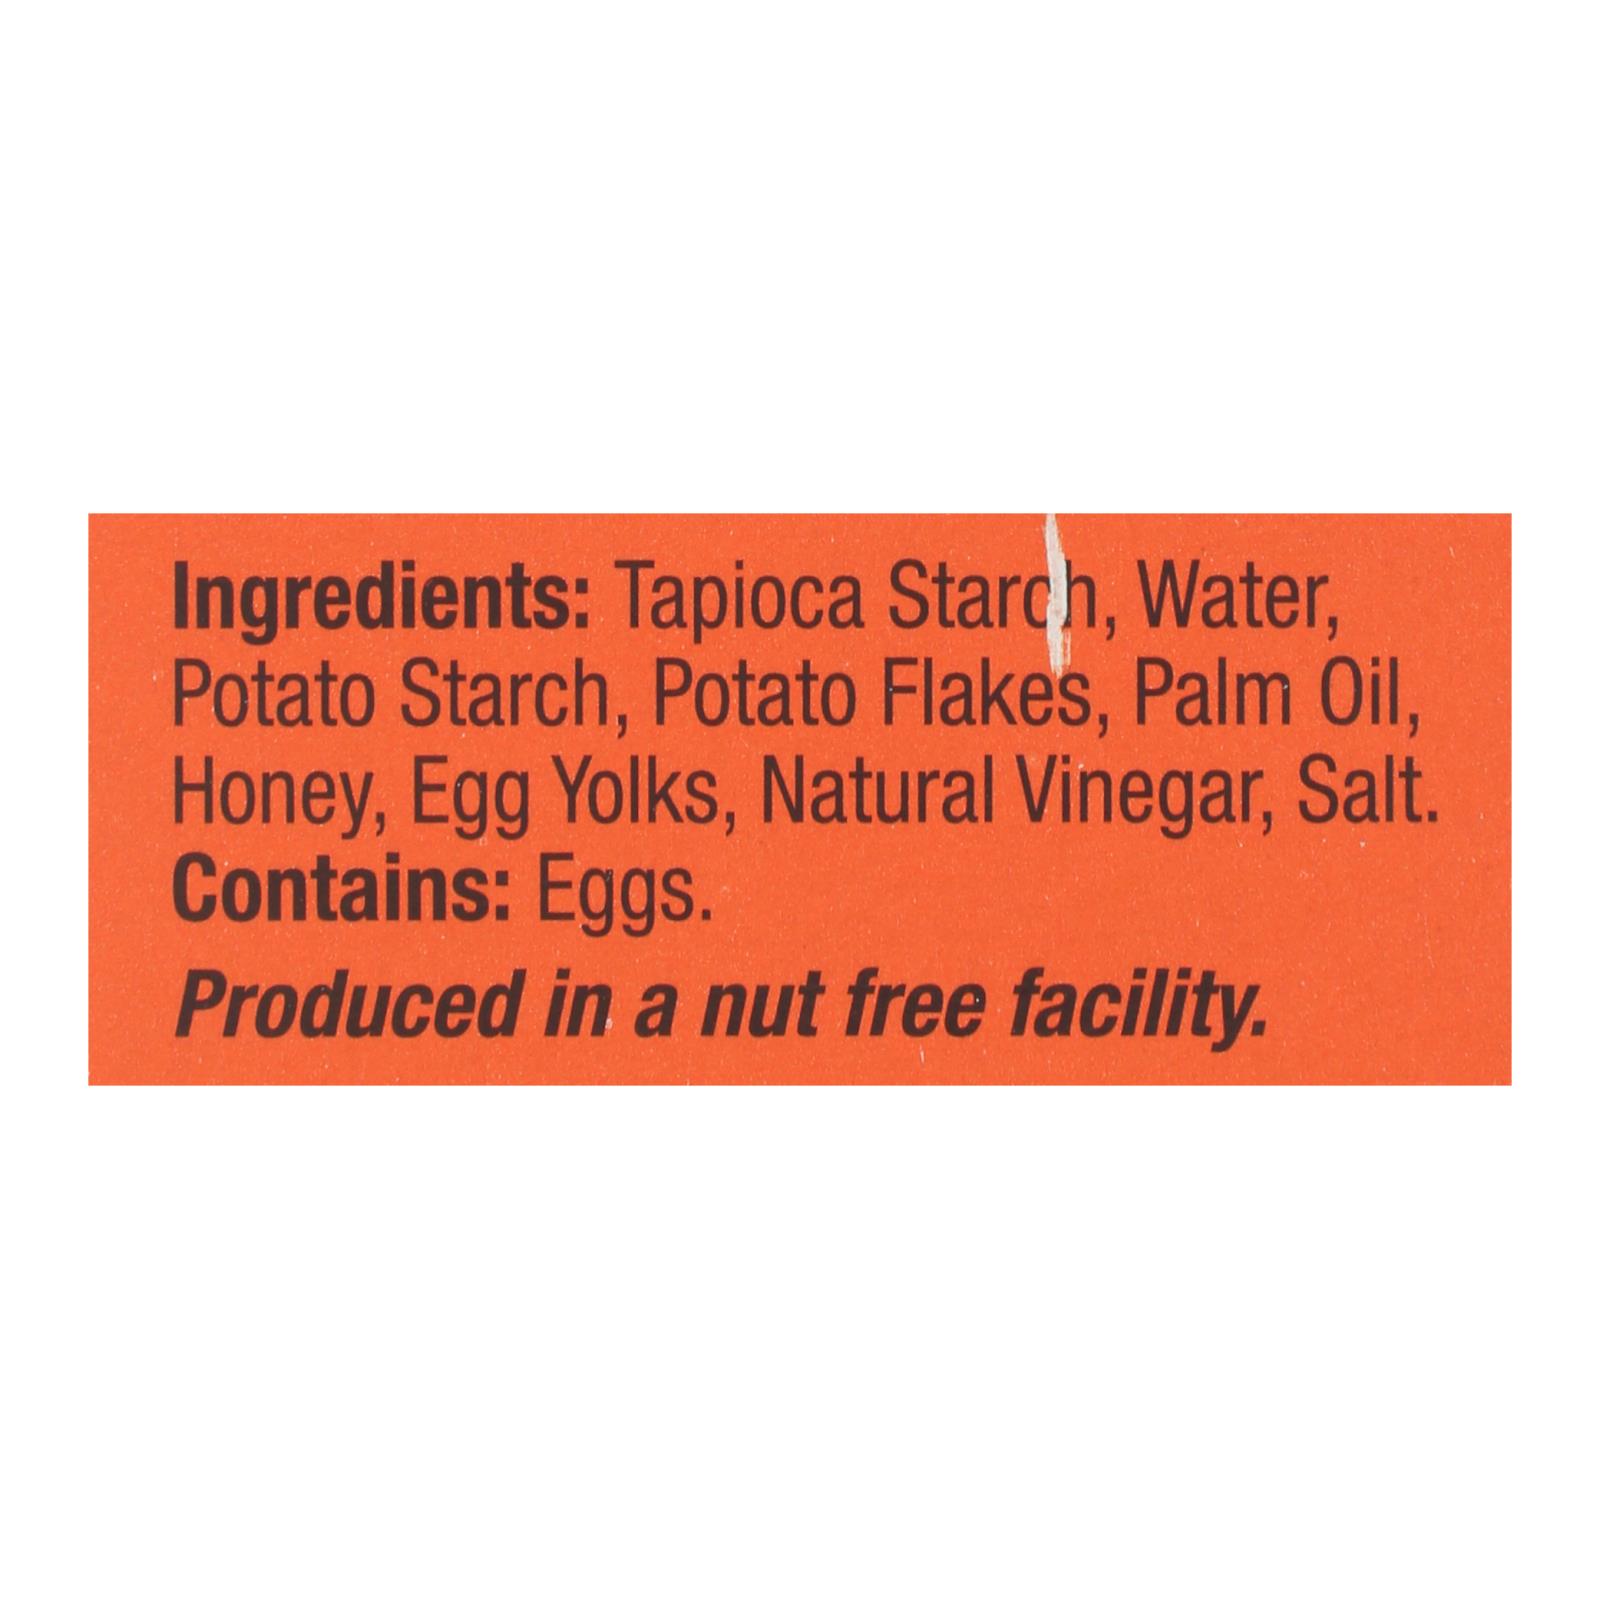 Ingredients: Tapioca Starch, Water,
Potato Starch, Potato Flakes, Palm Oil,
Honey, Egg Yolks, Natural Vinegar, Salt.
Contains: Eggs.
Produced in a nut free facility.